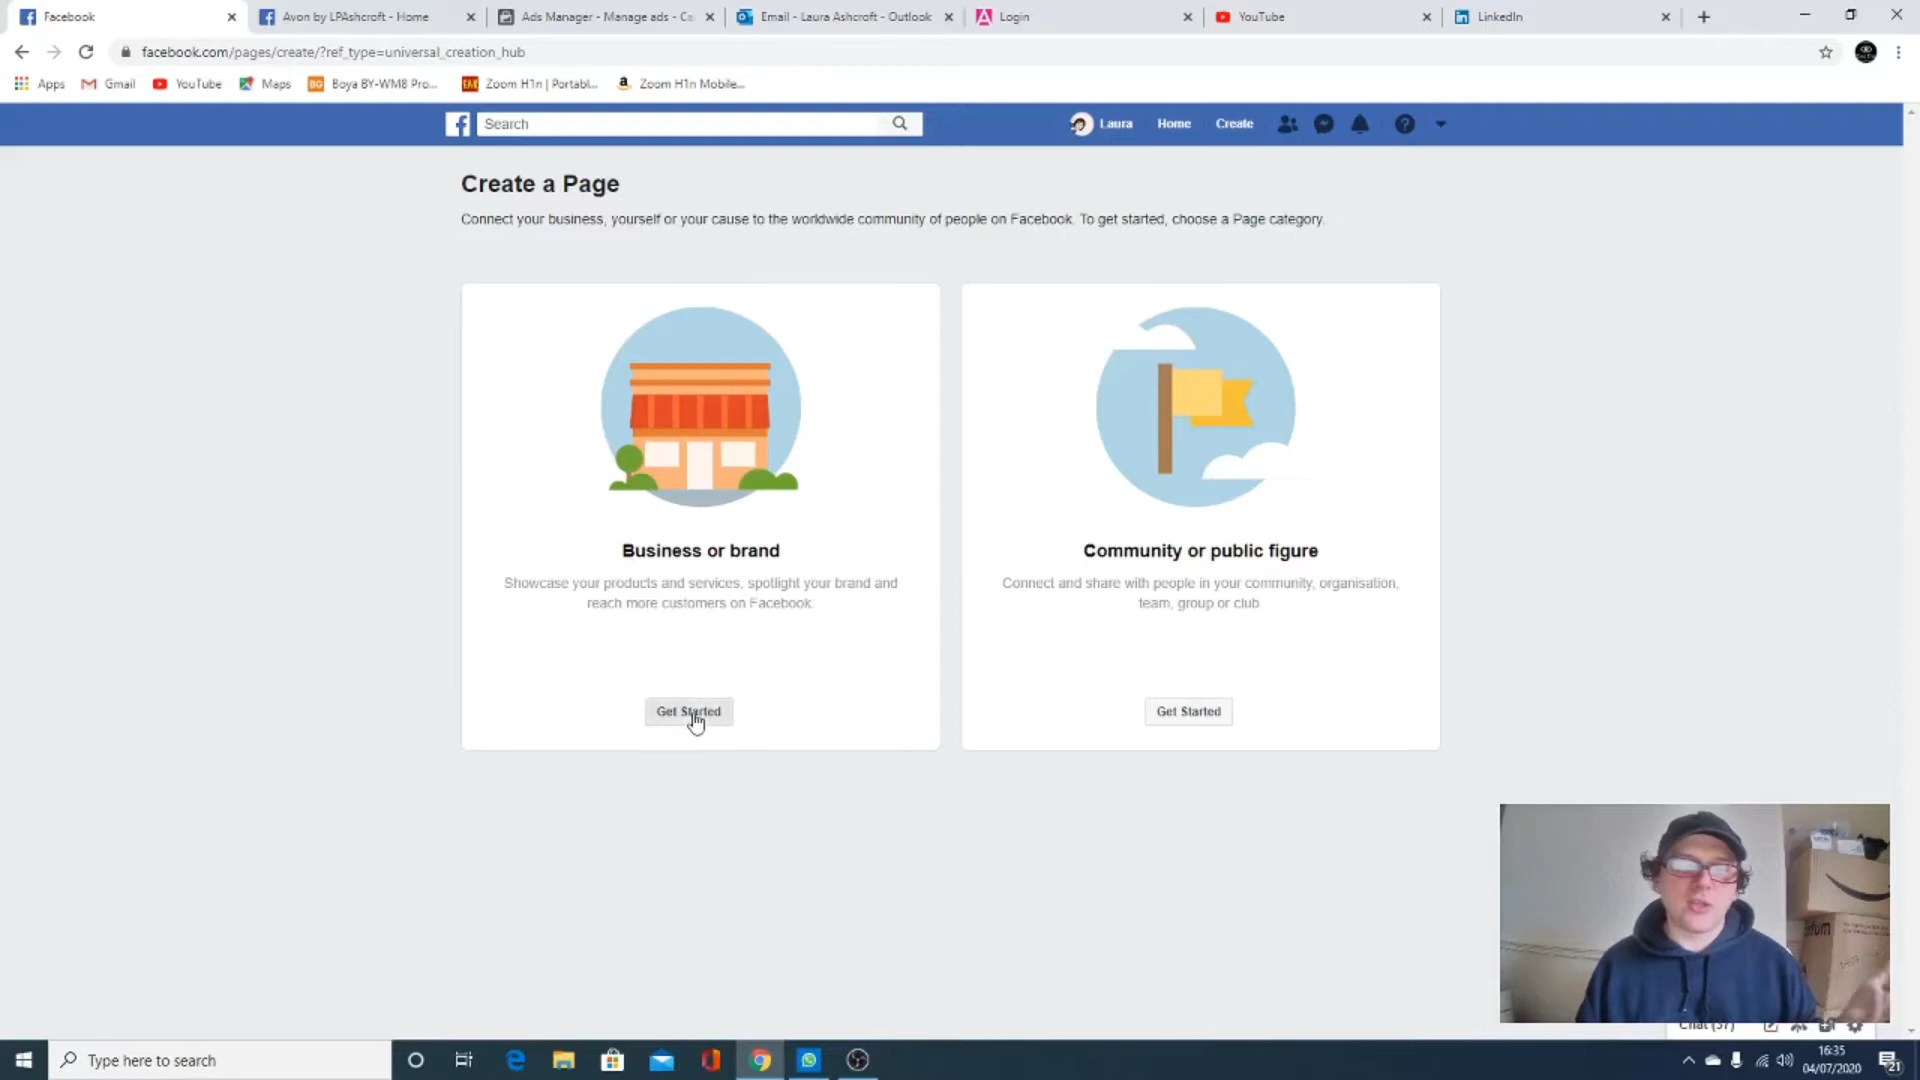 Facebook
Avon by LPAshcroft - Home
Ads Manager - Manage ads - Ca
Email - Laura Ashcroft - Outlook
Login
YouTube
LinkedIn
facebook.com/pages/create/?ref_type=universal_creation_hub
Apps
Gmail
YouTube
Maps
Boya BY-WM8 Pro...
Zoom H1n | Portabl...
Zoom H1n Mobile...
Search
Laura
Home
Create
Create a Page
Connect your business, yourself or your cause to the worldwide community of people on Facebook. To get started, choose a Page category.
Business or brand
Showcase your products and services, spotlight your brand and
reach more customers on Facebook.
Get Started
Community or public figure
Connect and share with people in your community, organisation,
team, group or club
Get Started
Chat (37)
Type here to search
16:35
04/07/2020
21